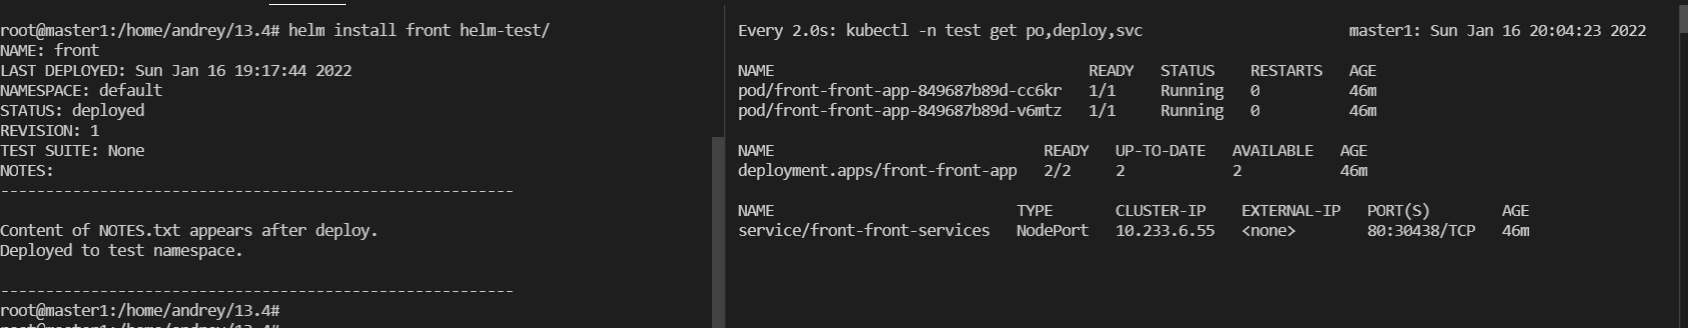 root@master1:/home/andrey/13.4# helm install front helm-test/
NAME: front
LAST DEPLOYED: Sun Jan 16 19:17:44 2022
NAMESPACE: default
STATUS: deployed
REVISION: 1
TEST SUITE: None
NOTES:
---------------------------------------------------------
Content of NOTES.txt appears after deploy.
Deployed to test namespace.
---------------------------------------------------------
root@master1:/home/andrey/13.4#
root@master1:/home/andrey/13.4#
Every 2.0s: kubectl -n test get po,deploy,svc master1: Sun Jan 16 20:04:23 2022
NAME READY STATUS RESTARTS AGE
pod/front-front-app-849687b89d-cc6kr 1/1 Running 0 46m
pod/front-front-app-849687b89d-v6mtz 1/1 Running 0 46m
NAME READY UP-TO-DATE AVAILABLE AGE
deployment.apps/front-front-app 2/2 2 2 46m
NAME TYPE CLUSTER-IP EXTERNAL-IP PORT(S) AGE
service/front-front-services NodePort 10.233.6.55 <none> 80:30438/TCP 46m